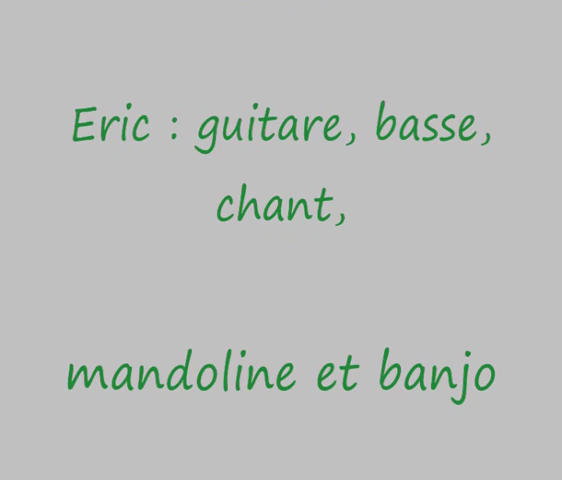 Eric : guitare, basse,
chant,
mandoline et banjo